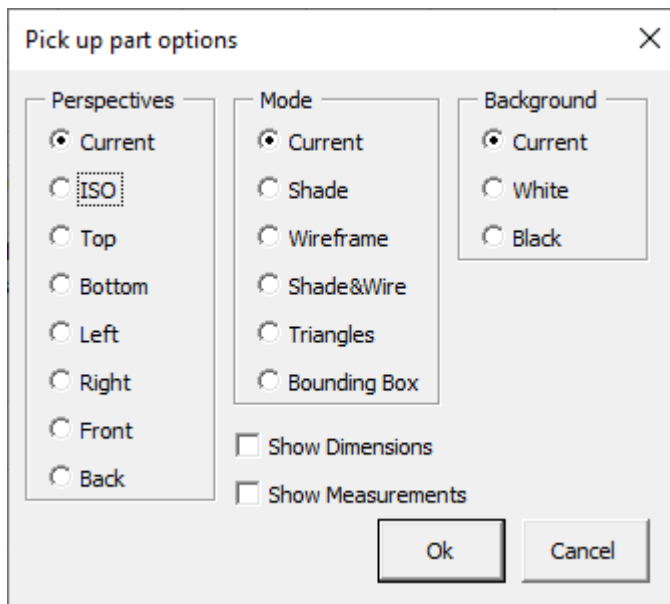 Pick up part options
Perspectives
Current
ISO
Top
Bottom
Left
Right
Front
Back
Mode
Current
Shade
Wireframe
Shade&Wire
Triangles
Bounding Box
Background
Current
White
Black
Show Dimensions
Show Measurements
Ok
Cancel